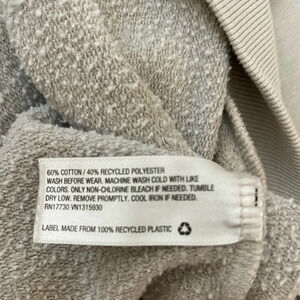 60% COTTON / 40% RECYCLED POLYESTER
WASH BEFORE WEAR. MACHINE WASH COLD WITH LIKE
COLORS. ONLY NON-CHLORINE BLEACH IF NEEDED. TUMBLE
DRY LOW. REMOVE PROMPTLY. COOL IRON IF NEEDED.
RN17730 VN1315930
LABEL MADE FROM 100% RECYCLED PLASTIC